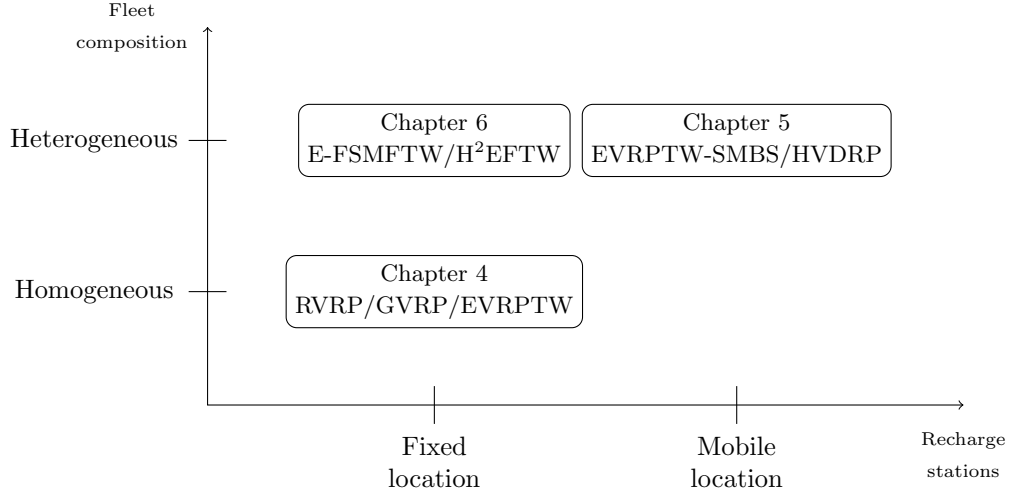 Fleet
composition
Heterogeneous
Chapter 6
E-FSMFTW/H²EFTW
Chapter 5
EVRPTW-SMBS/HVDRP
Homogeneous
Chapter 4
RVRP/GVRP/EVRPTW
Fixed
location
Mobile
location
Recharge
stations